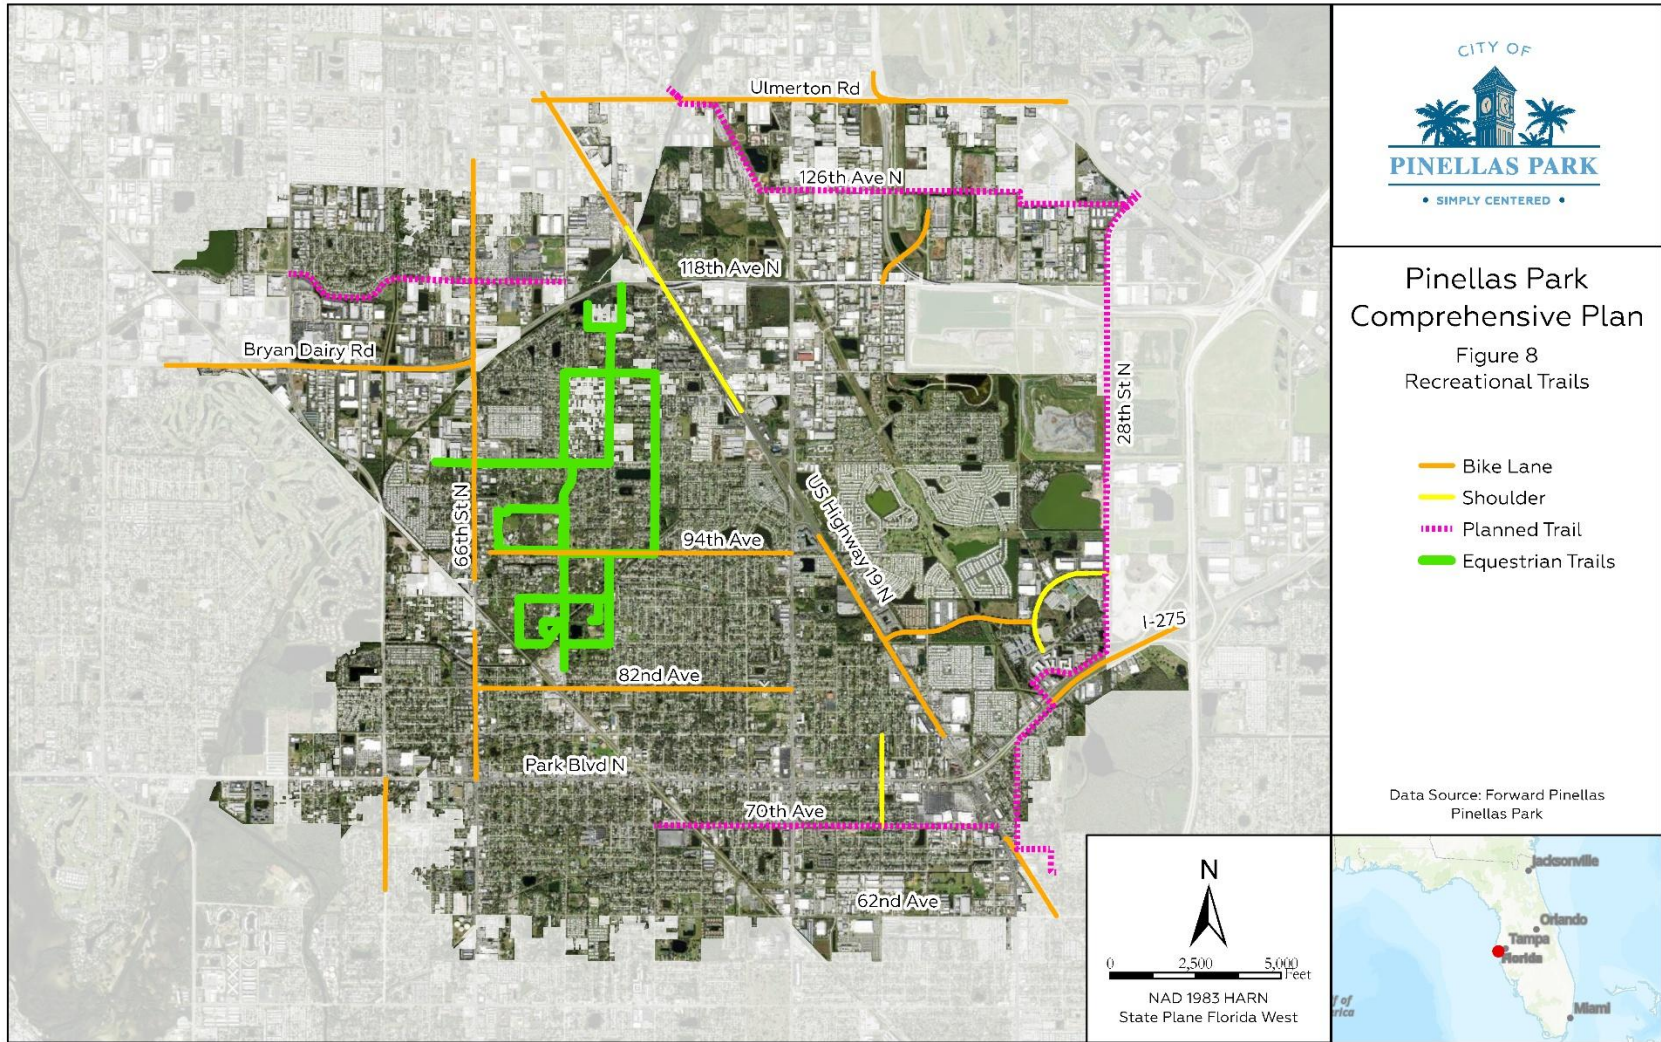 Ulmerton Rd
126th Ave N
118th Ave N
Bryan Dairy Rd
28th St N
66th St N
US Highway 19 N
94th Ave
I-275
82nd Ave
Park Blvd N
70th Ave
62nd Ave
CITY OF
PINELLAS PARK
• SIMPLY CENTERED •
Pinellas Park
Comprehensive Plan
Figure 8
Recreational Trails
Bike Lane
Shoulder
Planned Trail
Equestrian Trails
Data Source: Forward Pinellas
Pinellas Park
N
0 2,500 5,000
Feet
NAD 1983 HARN
State Plane Florida West
Jacksonville
Orlando
Tampa
Florida
Miami